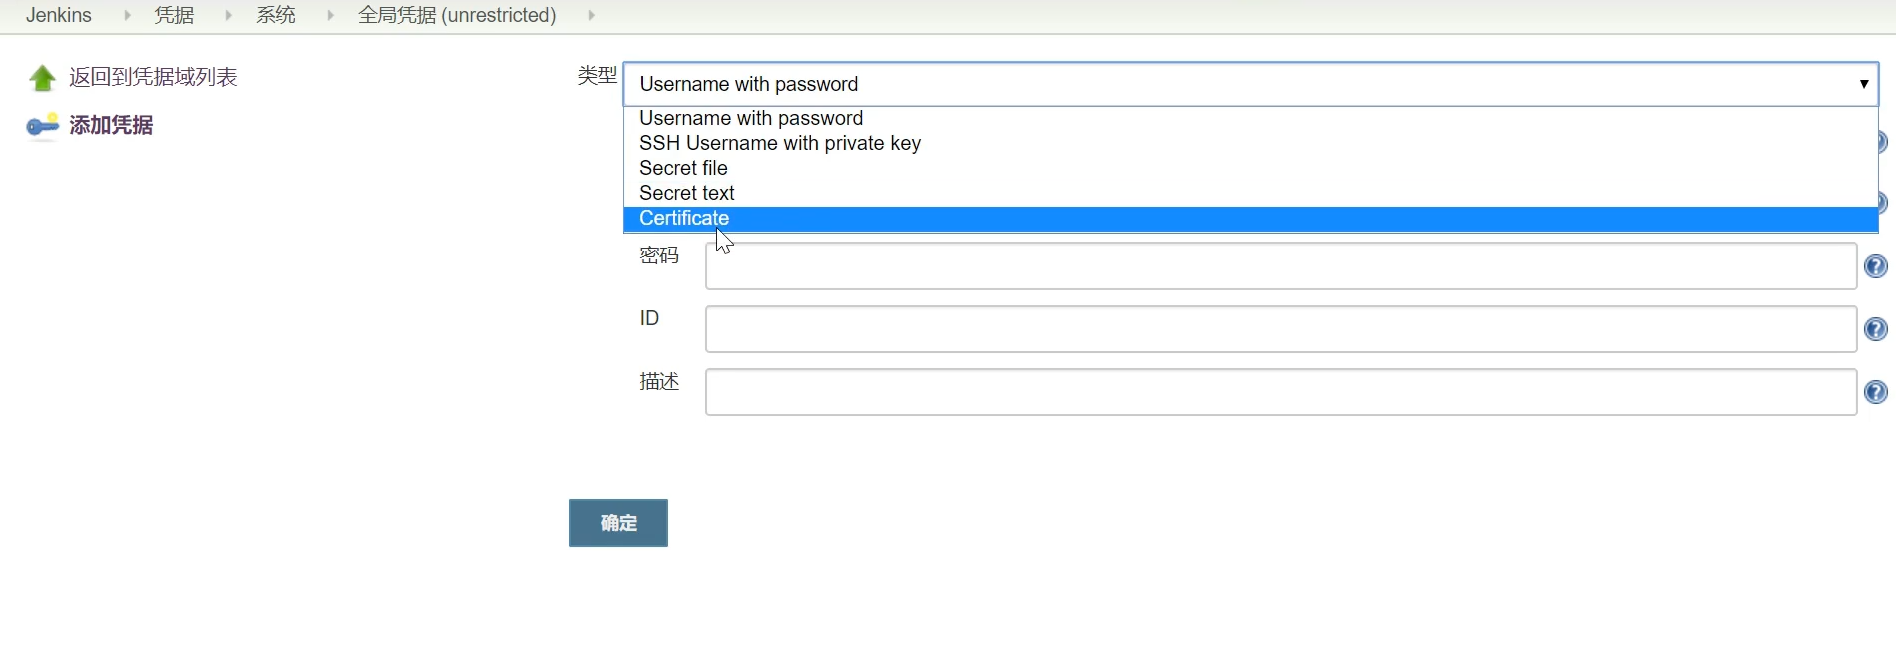 Jenkins 凭据 系统 全局凭据 (unrestricted)
返回到凭据域列表
添加凭据
类型 Username with password
Username with password
SSH Username with private key
Secret file
Secret text
Certificate
密码
ID
描述
确定